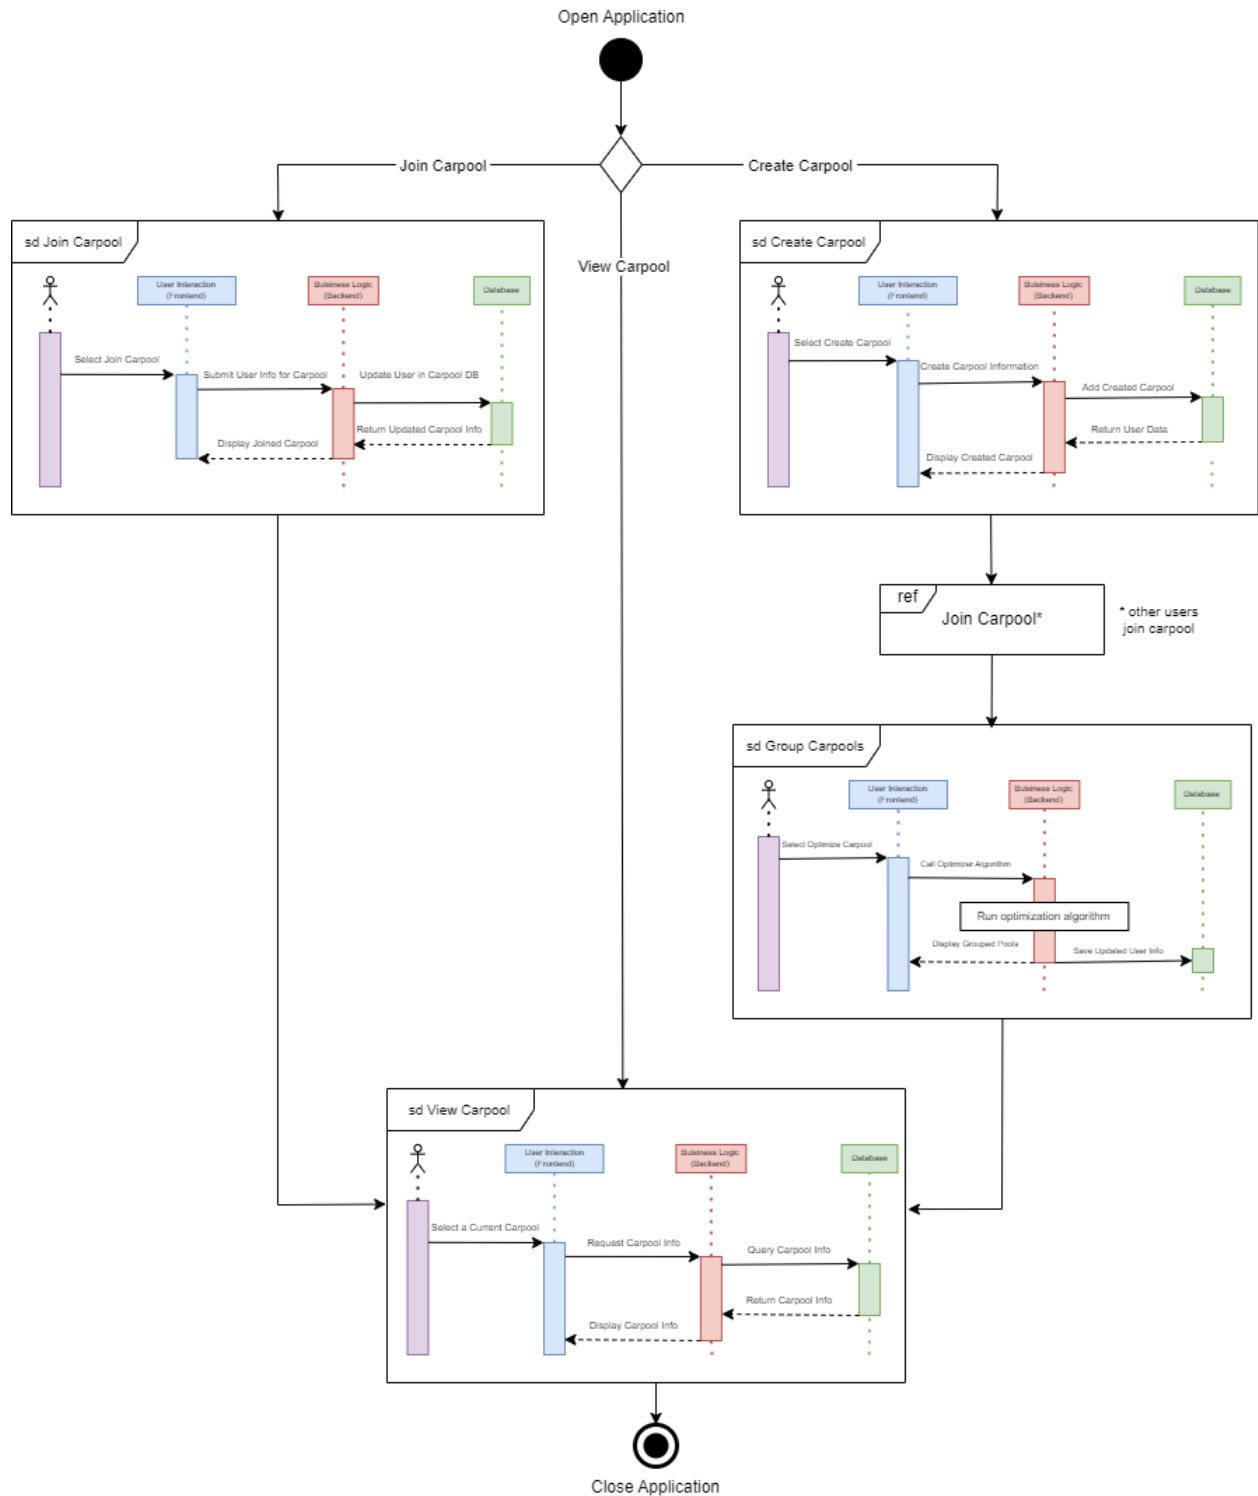 Open Application
Join Carpool
Create Carpool
View Carpool
sd Join Carpool
User Interaction
(Frontend)
Buisiness Logic
(Backend)
Database
Select Join Carpool
Submit User Info for Carpool
Update User in Carpool DB
Return Updated Carpool Info
Display Joined Carpool
sd Create Carpool
User Interaction
(Frontend)
Buisiness Logic
(Backend)
Database
Select Create Carpool
Create Carpool Information
Add Created Carpool
Return User Data
Display Created Carpool
ref
Join Carpool*
* other users
join carpool
sd Group Carpools
User Interaction
(Frontend)
Buisiness Logic
(Backend)
Database
Select Optimize Carpool
Call Optimizer Algorithm
Run optimization algorithm
Display Grouped Pools
Save Updated User Info
sd View Carpool
User Interaction
(Frontend)
Buisiness Logic
(Backend)
Database
Select a Current Carpool
Request Carpool Info
Query Carpool Info
Return Carpool Info
Display Carpool Info
Close Application